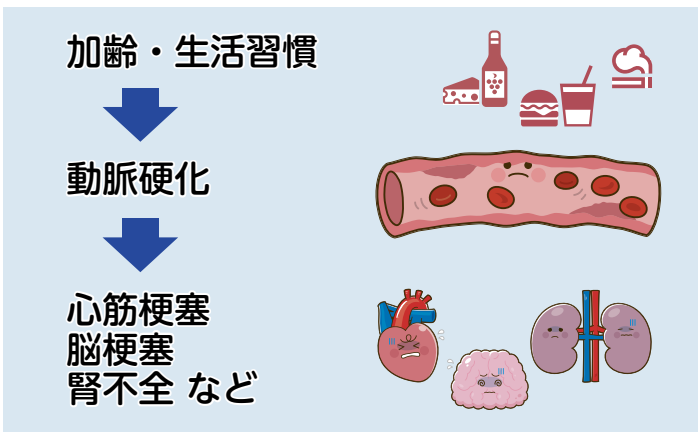 加齢・生活習慣
動脈硬化
心筋梗塞
脳梗塞
腎不全 など